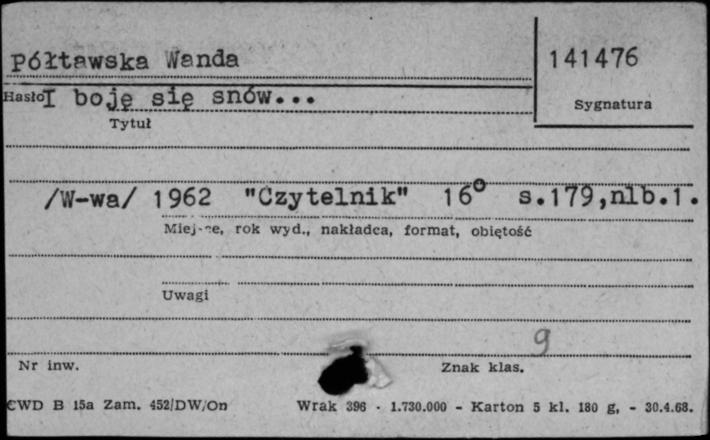 Półtawska Wanda
141476
Hasło I boję się snów...
Sygnatura
Tytuł
/W-wa/ 1962 "Czytelnik" 16° s.179,nlb.1.
Miejsce, rok wyd., nakładca, format, objętość
Uwagi
9
Nr inw.
Znak klas.
CWD B 15a Zam. 452/DW/On Wrak 396 - 1.730.000 - Karton 5 kl. 180 g, - 30.4.68.